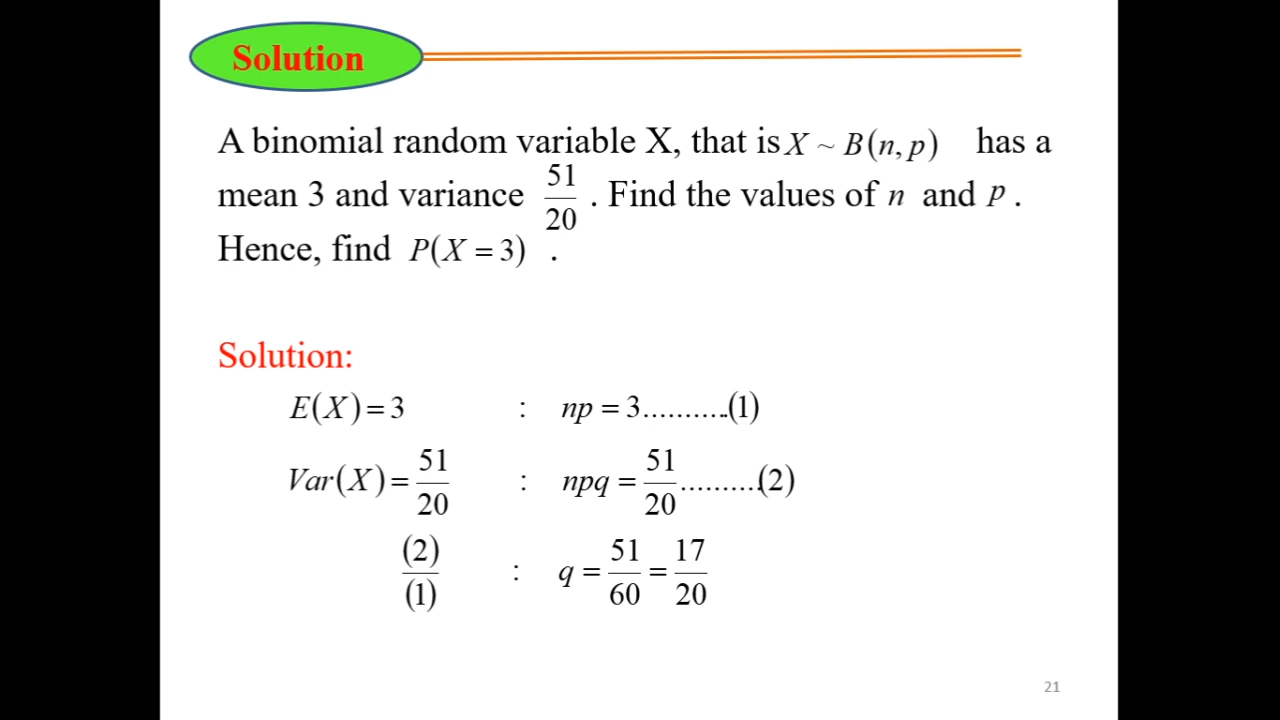 Solution
A binomial random variable X, that is X ~ B(n, p) has a
mean 3 and variance 51/20 . Find the values of n and p .
Hence, find P(X = 3) .
Solution:
E(X) = 3 : np = 3...........(1)
Var(X) = 51/20 : npq = 51/20 ..........(2)
(2)/(1) : q = 51/60 = 17/20
21